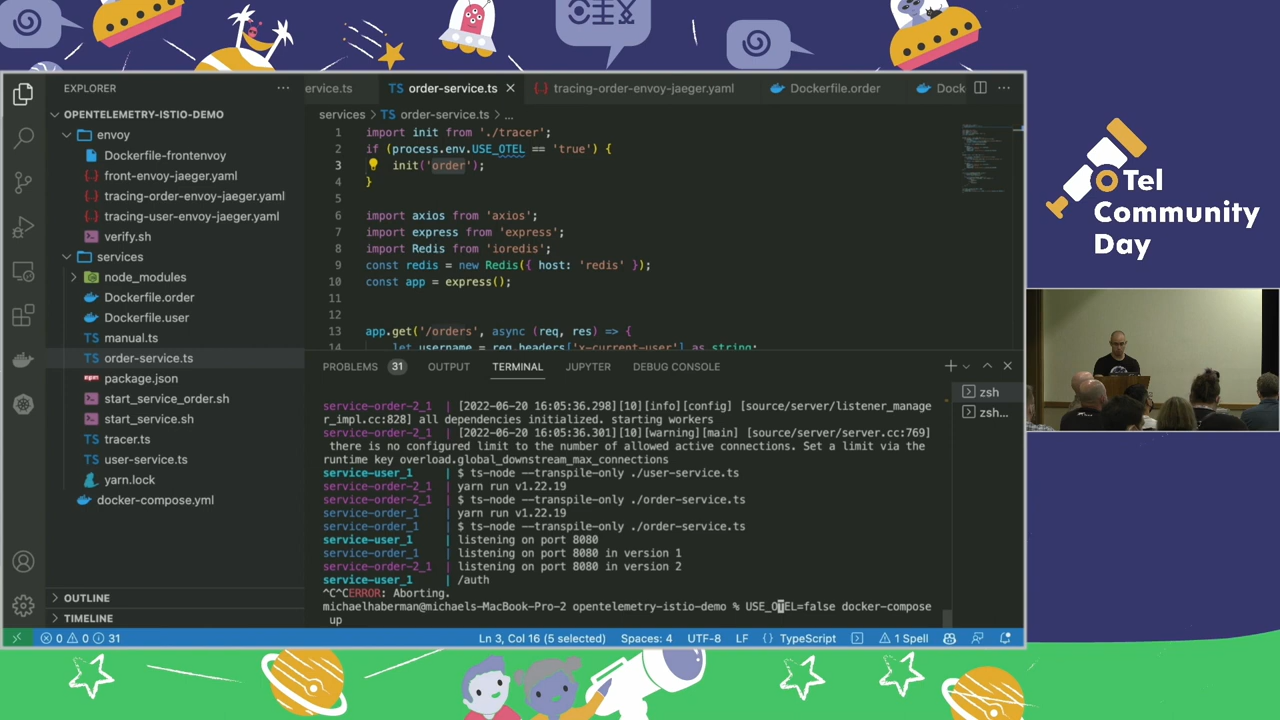 EXPLORER
OPENTELEMETRY-ISTIO-DEMO
envoy
Dockerfile-frontenvoy
front-envoy-jaeger.yaml
tracing-order-envoy-jaeger.yaml
tracing-user-envoy-jaeger.yaml
verify.sh
services
node_modules
Dockerfile.order
Dockerfile.user
manual.ts
order-service.ts
package.json
start_service_order.sh
start_service.sh
tracer.ts
user-service.ts
yarn.lock
docker-compose.yml
OUTLINE
TIMELINE
ervice.ts TS order-service.ts tracing-order-envoy-jaeger.yaml Dockerfile.order Dock
services > TS order-service.ts > ...
1 import init from './tracer';
2 if (process.env.USE_OTEL == 'true') {
3 init('order');
4 }
5
6 import axios from 'axios';
7 import express from 'express';
8 import Redis from 'ioredis';
9 const redis = new Redis({ host: 'redis' });
10 const app = express();
11
12
13 app.get('/orders', async (req, res) => {
14 let username = req.headers['x-current-user'] as string;
PROBLEMS 31 OUTPUT TERMINAL JUPYTER DEBUG CONSOLE
zsh
zsh...
service-order-2_1 | [2022-06-20 16:05:36.298][10][info][config] [source/server/listener_manage
r_impl.cc:828] all dependencies initialized. starting workers
service-order-2_1 | [2022-06-20 16:05:36.301][10][warning][main] [source/server/server.cc:769]
there is no configured limit to the number of allowed active connections. Set a limit via the
runtime key overload.global_downstream_max_connections
service-user_1 | $ ts-node --transpile-only ./user-service.ts
service-order-2_1 | yarn run v1.22.19
service-order-2_1 | $ ts-node --transpile-only ./order-service.ts
service-order_1 | yarn run v1.22.19
service-order_1 | $ ts-node --transpile-only ./order-service.ts
service-user_1 | listening on port 8080
service-order_1 | listening on port 8080 in version 1
service-order-2_1 | listening on port 8080 in version 2
service-user_1 | /auth
^C^CERROR: Aborting.
michaelhaberman@michaels-MacBook-Pro-2 opentelemetry-istio-demo % USE_OTEL=false docker-compose
up
0 0 31 Ln 3, Col 16 (5 selected) Spaces: 4 UTF-8 LF {} TypeScript 1 Spell
OTel
Community
Day